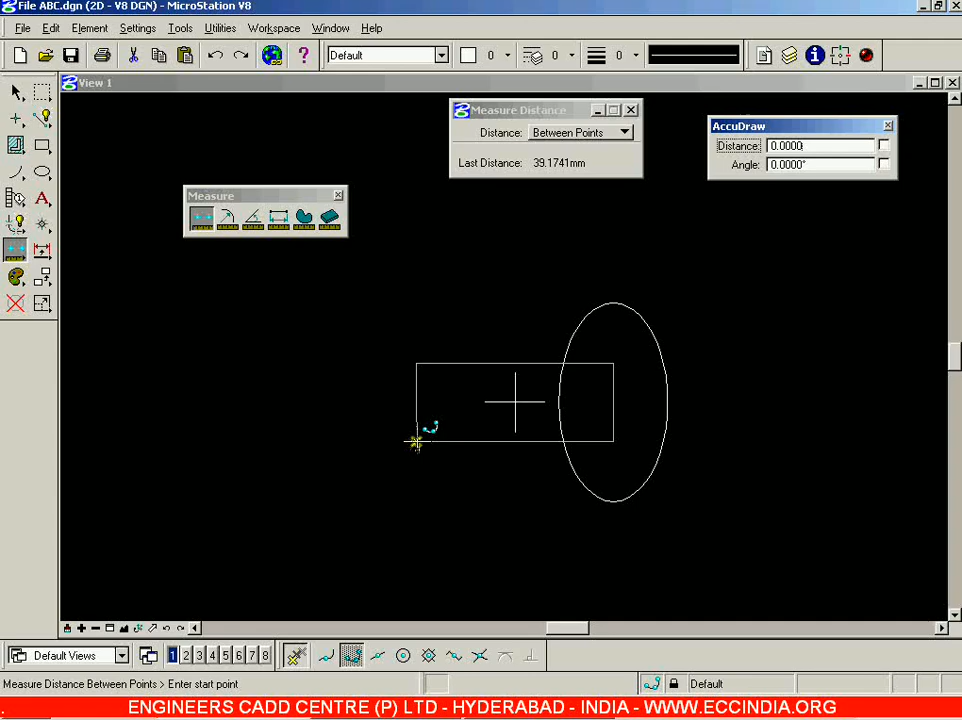 File ABC.dgn (2D - V8 DGN) - MicroStation V8
File Edit Element Settings Tools Utilities Workspace Window Help
Default 0 0 0
View 1
Measure Distance
Distance: Between Points
Last Distance: 39.1741mm
AccuDraw
Distance: 0.0000
Angle: 0.0000°
Measure
Default Views 1 2 3 4 5 6 7 8
Measure Distance Between Points > Enter start point
Default
ENGINEERS CADD CENTRE (P) LTD - HYDERABAD - INDIA - WWW.ECCINDIA.ORG